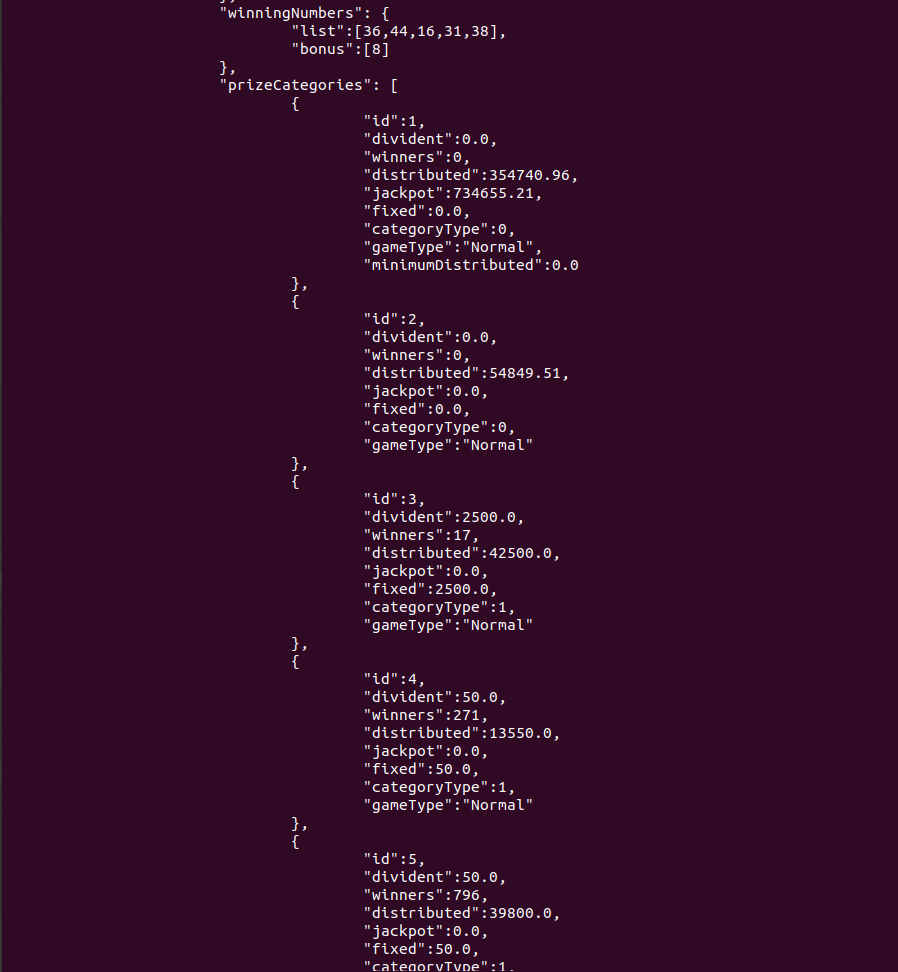 },
"winningNumbers": {
"list":[36,44,16,31,38],
"bonus":[8]
},
"prizeCategories": [
{
"id":1,
"divident":0.0,
"winners":0,
"distributed":354740.96,
"jackpot":734655.21,
"fixed":0.0,
"categoryType":0,
"gameType":"Normal",
"minimumDistributed":0.0
},
{
"id":2,
"divident":0.0,
"winners":0,
"distributed":54849.51,
"jackpot":0.0,
"fixed":0.0,
"categoryType":0,
"gameType":"Normal"
},
{
"id":3,
"divident":2500.0,
"winners":17,
"distributed":42500.0,
"jackpot":0.0,
"fixed":2500.0,
"categoryType":1,
"gameType":"Normal"
},
{
"id":4,
"divident":50.0,
"winners":271,
"distributed":13550.0,
"jackpot":0.0,
"fixed":50.0,
"categoryType":1,
"gameType":"Normal"
},
{
"id":5,
"divident":50.0,
"winners":796,
"distributed":39800.0,
"jackpot":0.0,
"fixed":50.0,
"categoryType":1,